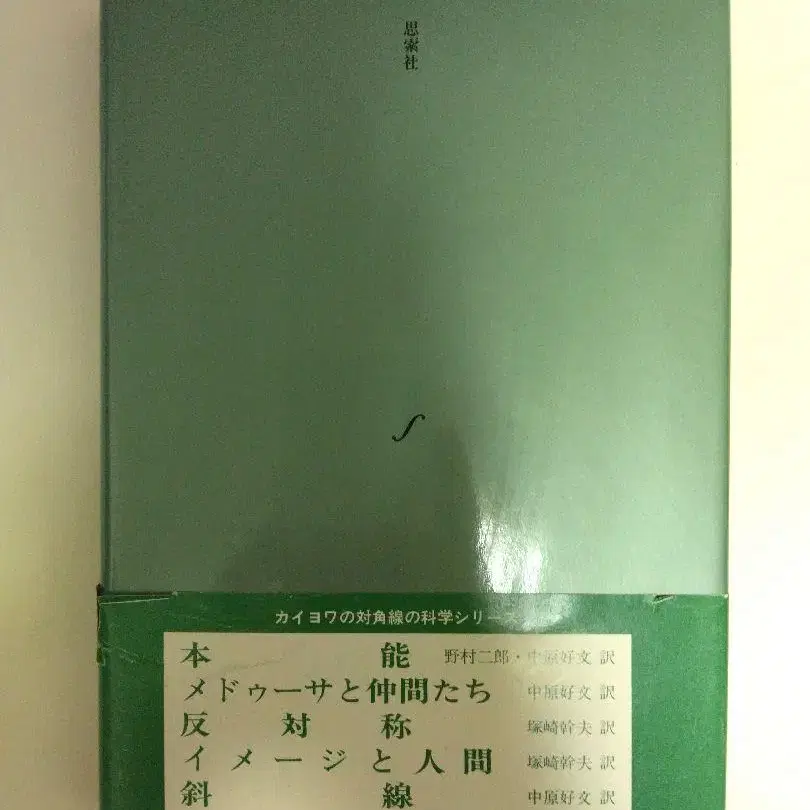 思索社
∫
カイヨワの対角線の科学シリーズ
本能 野村二郎・中原好文 訳
メドゥーサと仲間たち 中原好文 訳
反対称 塚崎幹夫 訳
イメージと人間 塚崎幹夫 訳
斜線 中原好文 訳